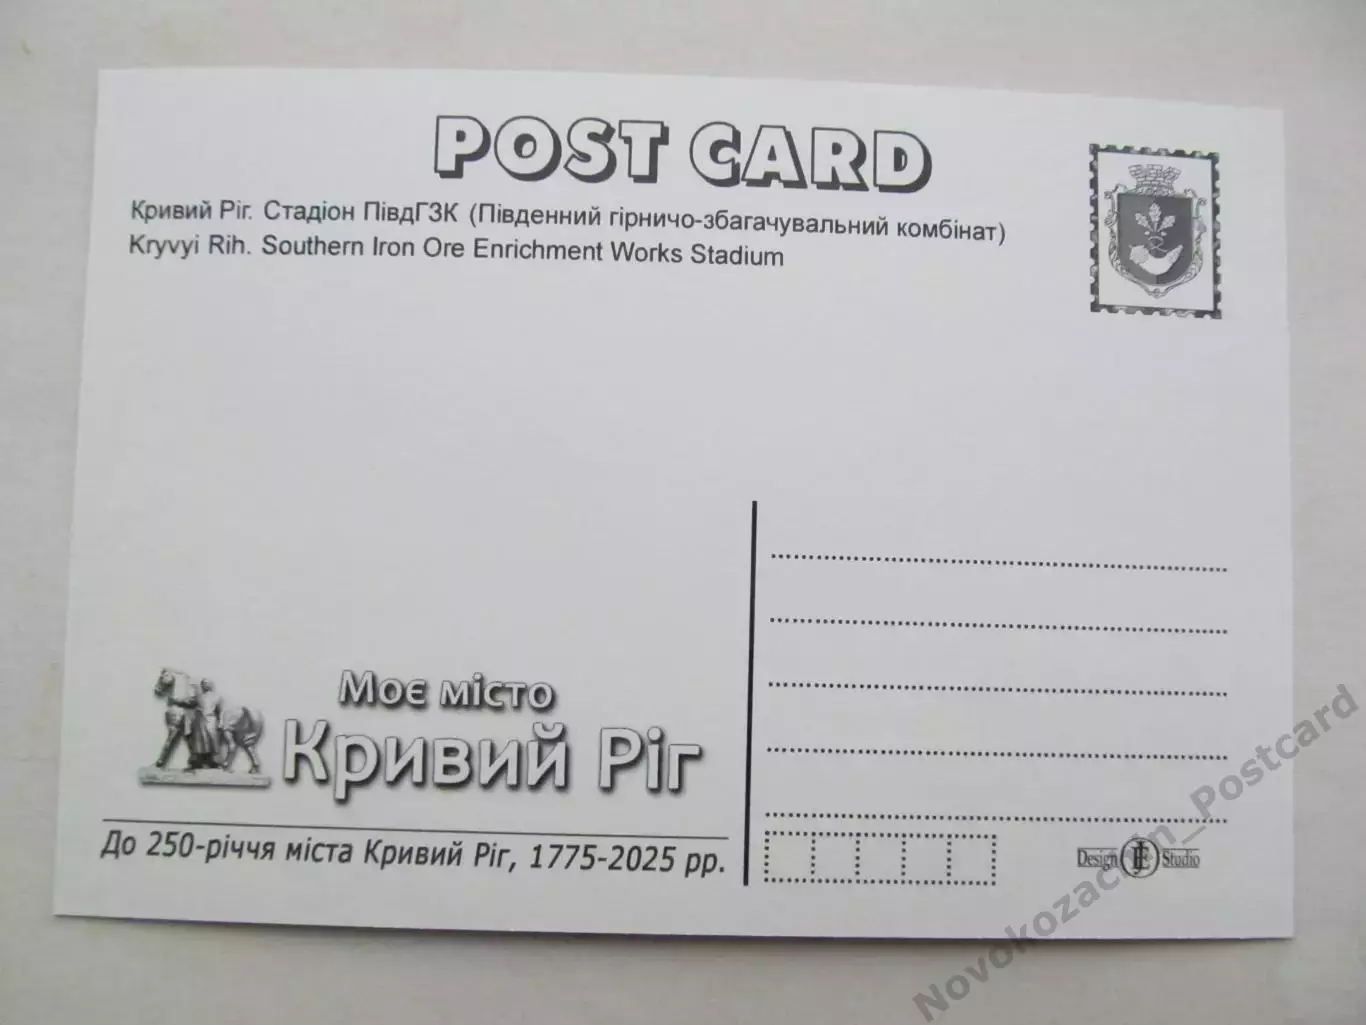 POST CARD
Кривий Ріг. Стадіон ПівдГЗК (Південний гірничо-збагачувальний комбінат)
Kryvyi Rih. Southern Iron Ore Enrichment Works Stadium
Моє місто
Кривий Ріг
До 250-річчя міста Кривий Ріг, 1775-2025 рр.
Design Studio
Novokozachin_Postcard